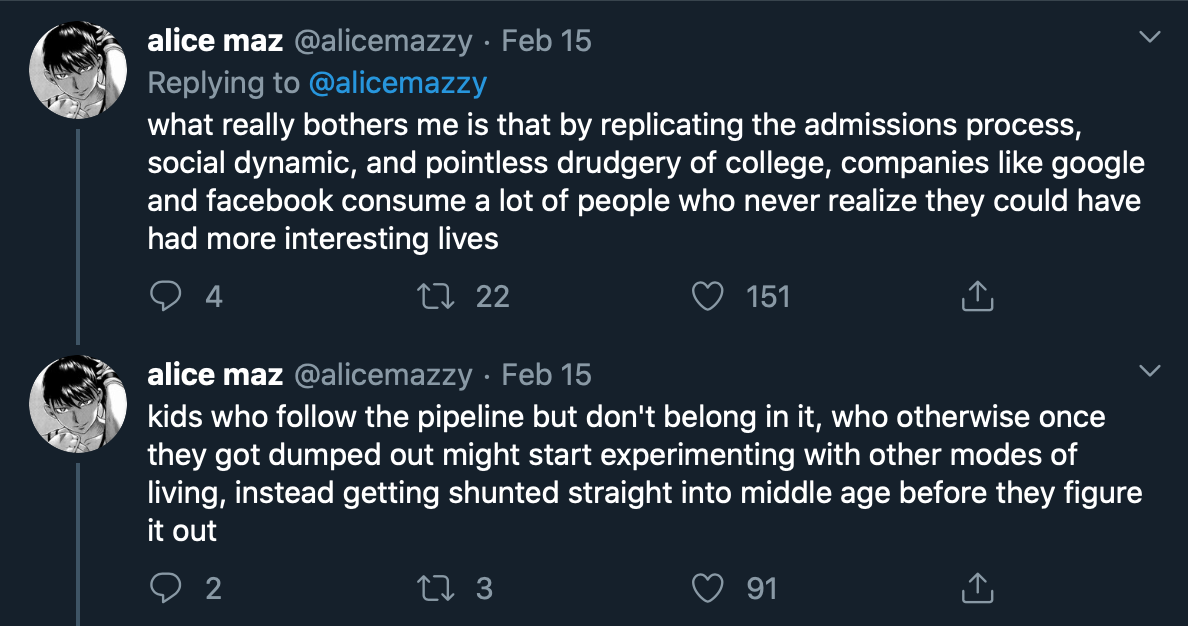 alice maz @alicemazzy · Feb 15
Replying to @alicemazzy
what really bothers me is that by replicating the admissions process,
social dynamic, and pointless drudgery of college, companies like google
and facebook consume a lot of people who never realize they could have
had more interesting lives
4 22 151
alice maz @alicemazzy · Feb 15
kids who follow the pipeline but don't belong in it, who otherwise once
they got dumped out might start experimenting with other modes of
living, instead getting shunted straight into middle age before they figure
it out
2 3 91